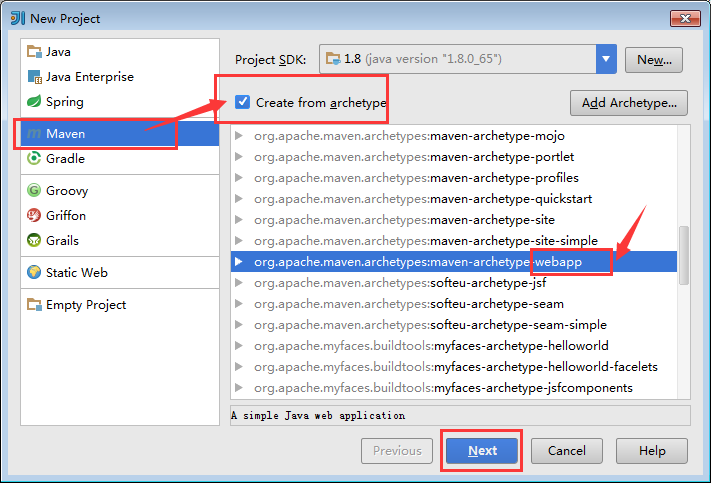 New Project
Java
Java Enterprise
Spring
Maven
Gradle
Groovy
Griffon
Grails
Static Web
Empty Project
Project SDK: 1.8 (java version "1.8.0_65") New...
Create from archetype Add Archetype...
org.apache.maven.archetypes:maven-archetype-mojo
org.apache.maven.archetypes:maven-archetype-portlet
org.apache.maven.archetypes:maven-archetype-profiles
org.apache.maven.archetypes:maven-archetype-quickstart
org.apache.maven.archetypes:maven-archetype-site
org.apache.maven.archetypes:maven-archetype-site-simple
org.apache.maven.archetypes:maven-archetype-webapp
org.apache.maven.archetypes:softeu-archetype-jsf
org.apache.maven.archetypes:softeu-archetype-seam
org.apache.maven.archetypes:softeu-archetype-seam-simple
org.apache.myfaces.buildtools:myfaces-archetype-helloworld
org.apache.myfaces.buildtools:myfaces-archetype-helloworld-facelets
org.apache.myfaces.buildtools:myfaces-archetype-jsfcomponents
A simple Java web application
Previous Next Cancel Help